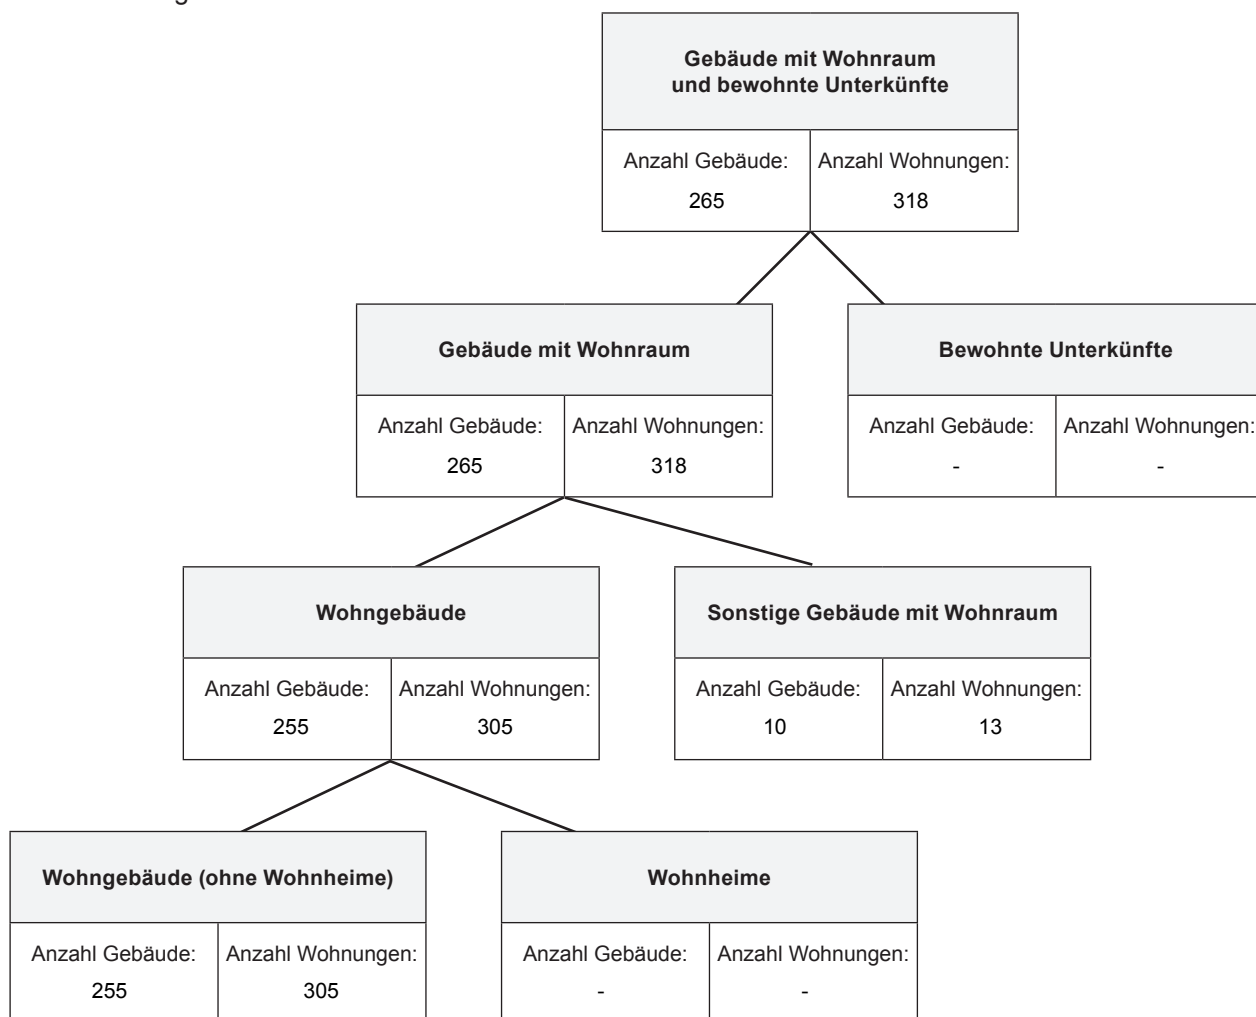 Gebäude mit Wohnraum
und bewohnte Unterkünfte
Anzahl Gebäude: Anzahl Wohnungen:
265 318
Gebäude mit Wohnraum
Anzahl Gebäude: Anzahl Wohnungen:
265 318
Bewohnte Unterkünfte
Anzahl Gebäude: Anzahl Wohnungen:
- -
Wohngebäude
Anzahl Gebäude: Anzahl Wohnungen:
255 305
Sonstige Gebäude mit Wohnraum
Anzahl Gebäude: Anzahl Wohnungen:
10 13
Wohngebäude (ohne Wohnheime)
Anzahl Gebäude: Anzahl Wohnungen:
255 305
Wohnheime
Anzahl Gebäude: Anzahl Wohnungen:
- -